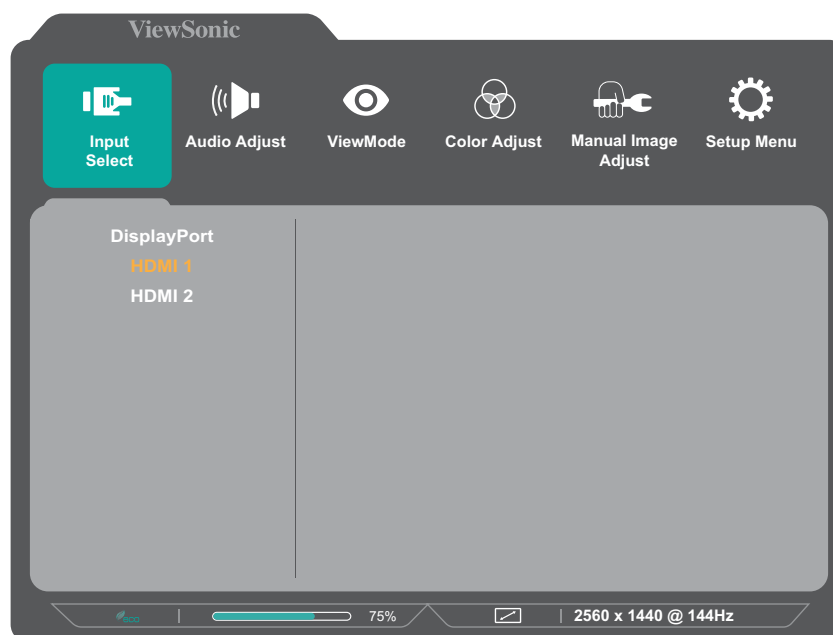 ViewSonic
Input
Select
Audio Adjust
ViewMode
Color Adjust
Manual Image
Adjust
Setup Menu
DisplayPort
HDMI 1
HDMI 2
eco
75%
2560 x 1440 @ 144Hz